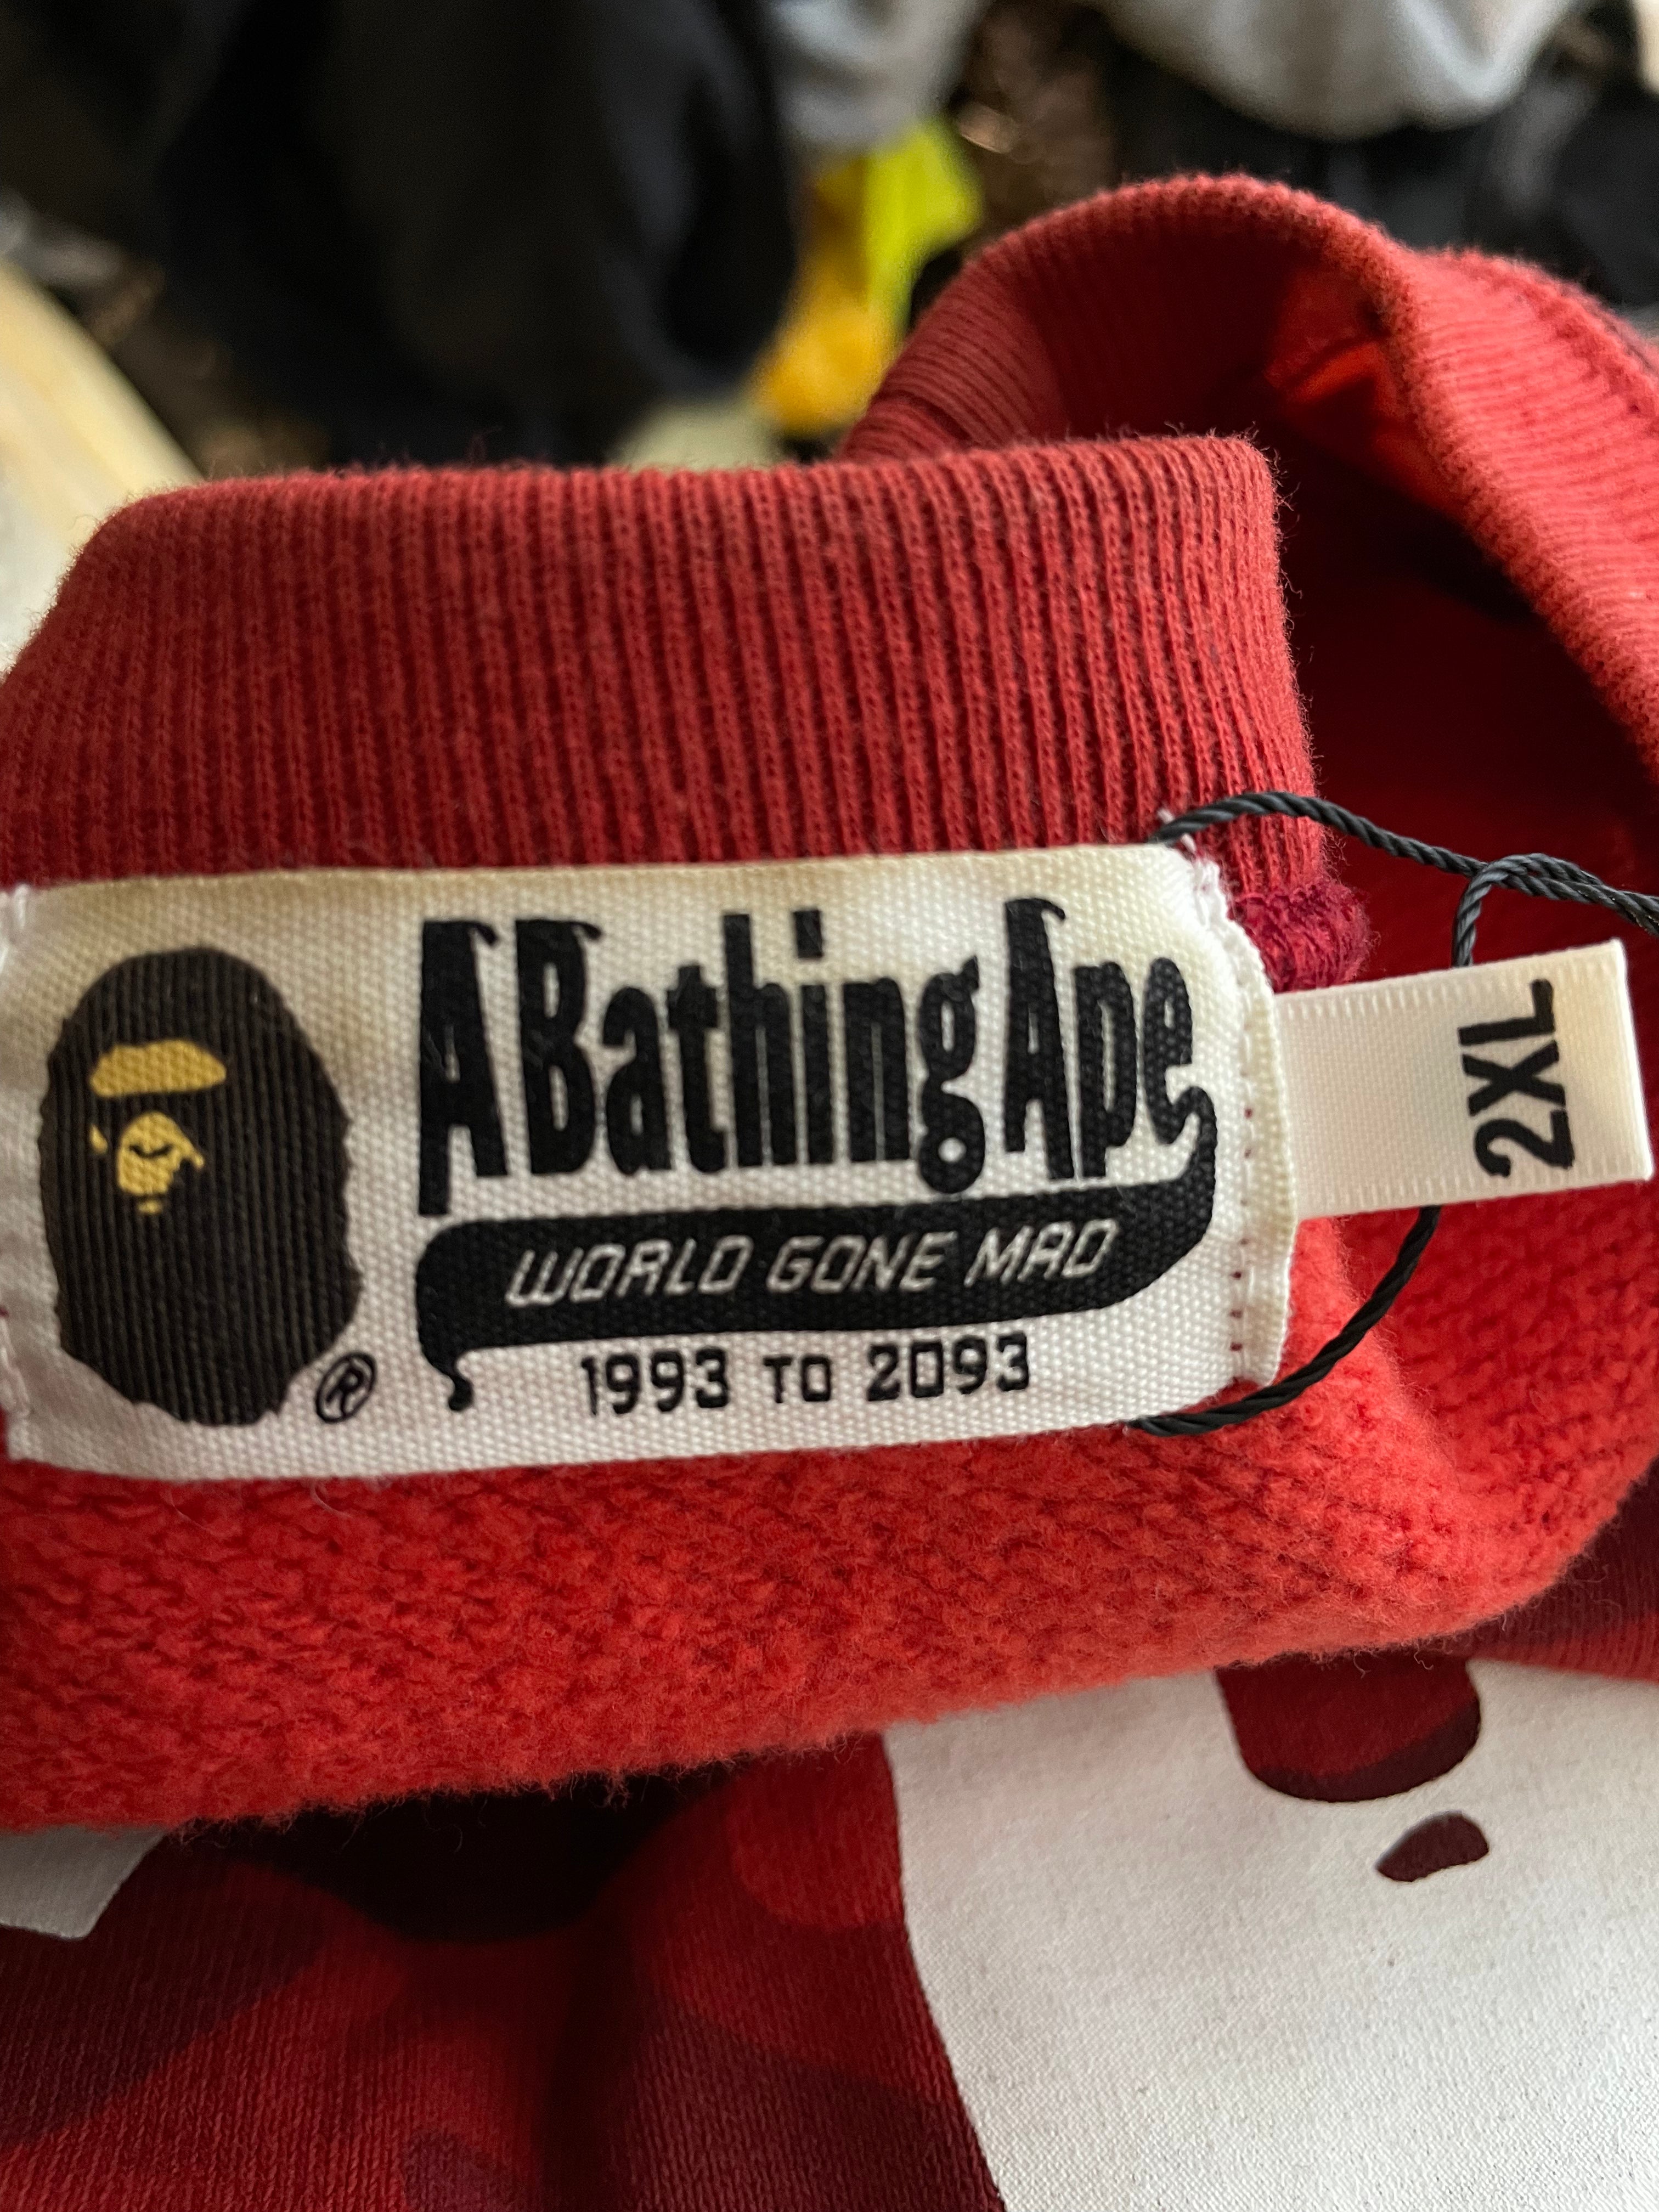 A Bathing Ape
WORLD GONE MAD
®
1993 TO 2093
2XL